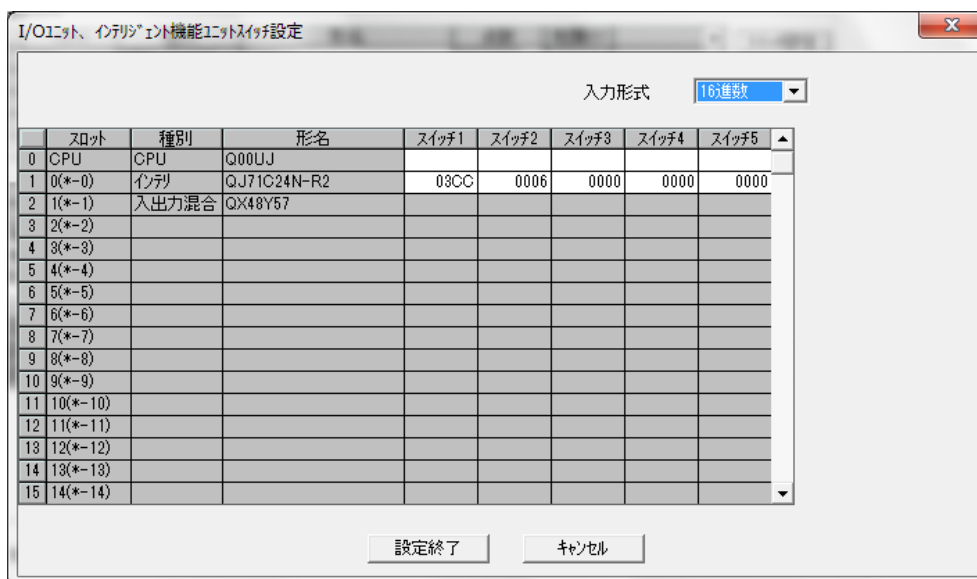 I/Oユニット、インテリジェント機能ユニットスイッチ設定
入力形式 16進数
スロット 種別 形名 スイッチ1 スイッチ2 スイッチ3 スイッチ4 スイッチ5
0 CPU CPU Q00UJ
1 0(*-0) インテリ QJ71C24N-R2 03CC 0006 0000 0000 0000
2 1(*-1) 入出力混合 QX48Y57
3 2(*-2)
4 3(*-3)
5 4(*-4)
6 5(*-5)
7 6(*-6)
8 7(*-7)
9 8(*-8)
10 9(*-9)
11 10(*-10)
12 11(*-11)
13 12(*-12)
14 13(*-13)
15 14(*-14)
設定終了 キャンセル